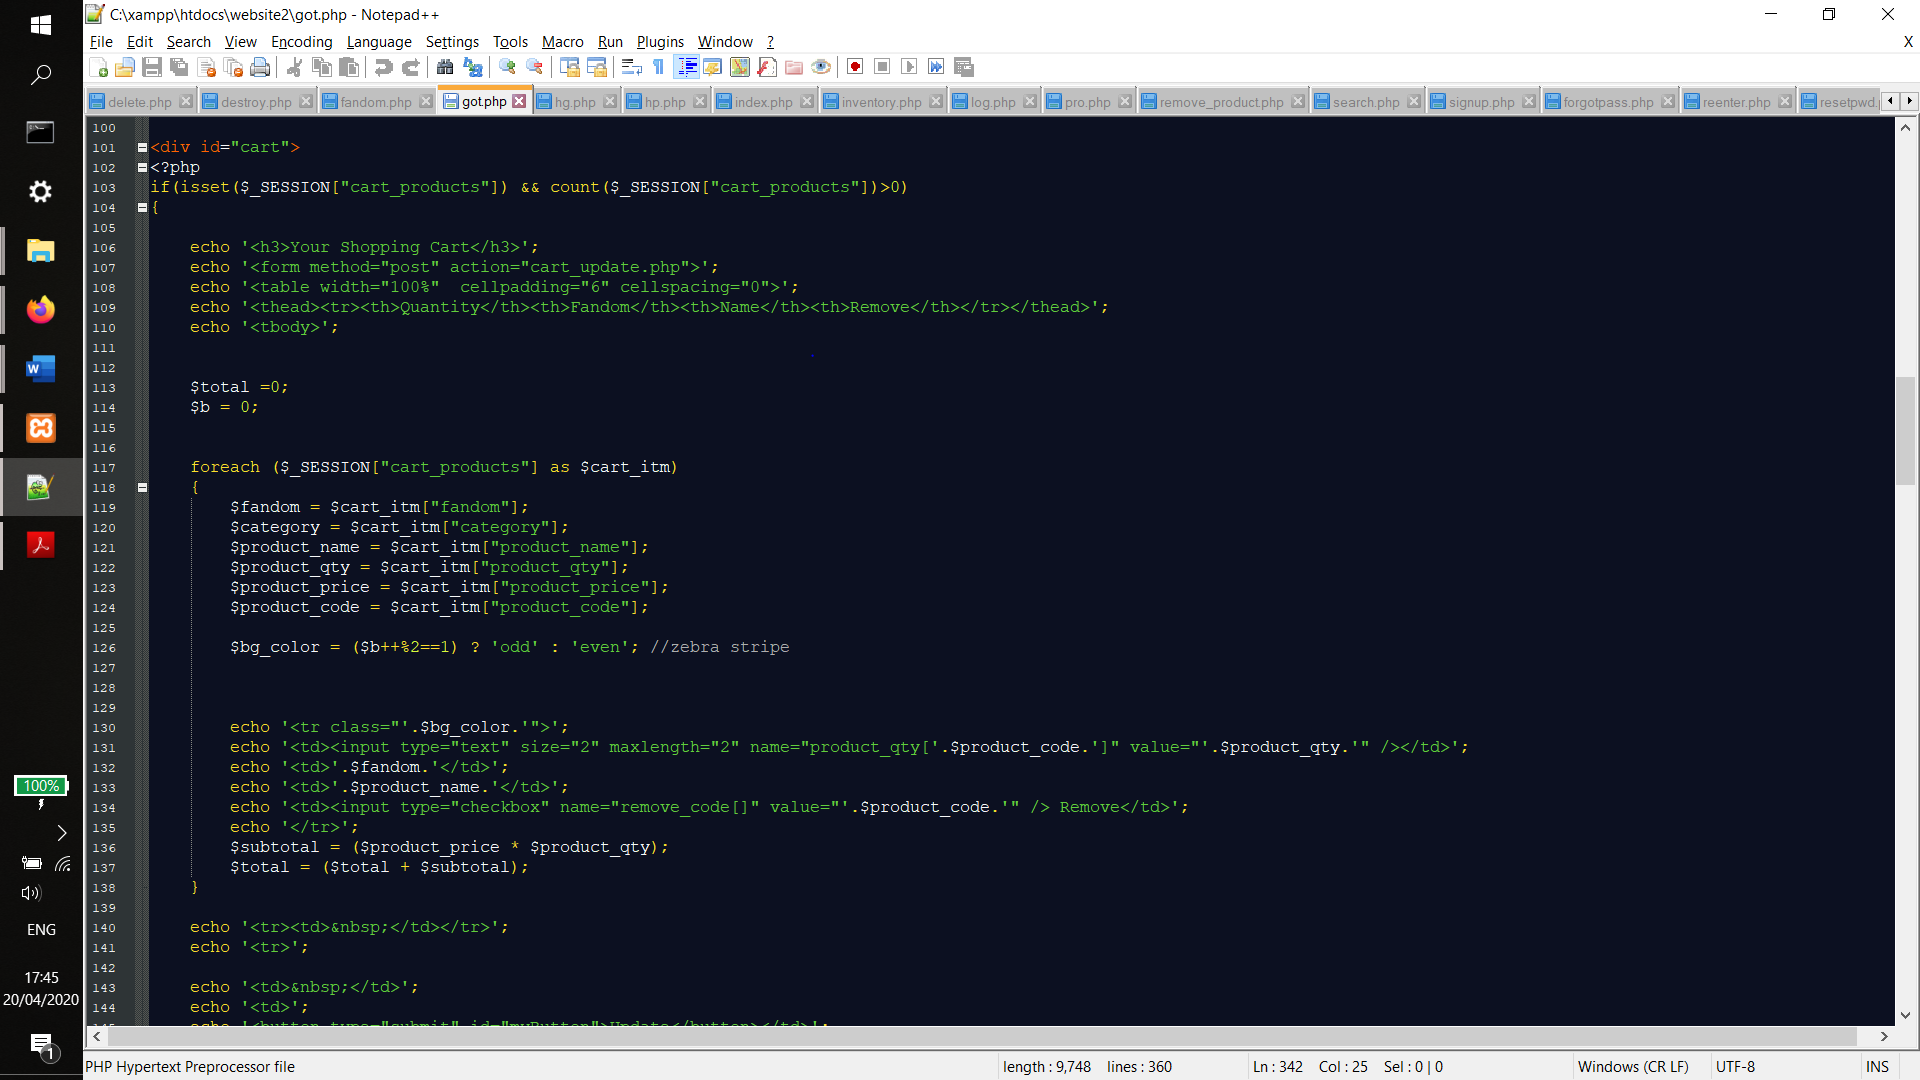 C:\xampp\htdocs\website2\got.php - Notepad++
File Edit Search View Encoding Language Settings Tools Macro Run Plugins Window ? X
delete.php destroy.php fandom.php got.php hg.php hp.php index.php inventory.php log.php pro.php remove_product.php search.php signup.php forgotpass.php reenter.php resetpwd.
100
101 <div id="cart">
102 <?php
103 if(isset($_SESSION["cart_products"]) && count($_SESSION["cart_products"])>0)
104 {
105
106 echo '<h3>Your Shopping Cart</h3>';
107 echo '<form method="post" action="cart_update.php">';
108 echo '<table width="100%"  cellpadding="6" cellspacing="0">';
109 echo '<thead><tr><th>Quantity</th><th>Fandom</th><th>Name</th><th>Remove</th></tr></thead>';
110 echo '<tbody>';
111
112
113 $total =0;
114 $b = 0;
115
116
117 foreach ($_SESSION["cart_products"] as $cart_itm)
118 {
119 $fandom = $cart_itm["fandom"];
120 $category = $cart_itm["category"];
121 $product_name = $cart_itm["product_name"];
122 $product_qty = $cart_itm["product_qty"];
123 $product_price = $cart_itm["product_price"];
124 $product_code = $cart_itm["product_code"];
125
126 $bg_color = ($b++%2==1) ? 'odd' : 'even'; //zebra stripe
127
128
129
130 echo '<tr class="'.$bg_color.'">';
131 echo '<td><input type="text" size="2" maxlength="2" name="product_qty['.$product_code.']" value="'.$product_qty.'" /></td>';
132 echo '<td>'.$fandom.'</td>';
133 echo '<td>'.$product_name.'</td>';
134 echo '<td><input type="checkbox" name="remove_code[]" value="'.$product_code.'" /> Remove</td>';
135 echo '</tr>';
136 $subtotal = ($product_price * $product_qty);
137 $total = ($total + $subtotal);
138 }
139
140 echo '<tr><td>&nbsp;</td></tr>';
141 echo '<tr>';
142
143 echo '<td>&nbsp;</td>';
144 echo '<td>';
145 echo '<button type="submit" id="myButton">Update</button></td>';
PHP Hypertext Preprocessor file length : 9,748 lines : 360 Ln : 342 Col : 25 Sel : 0 | 0 Windows (CR LF) UTF-8 INS
W
100%
ENG
17:45
20/04/2020
1